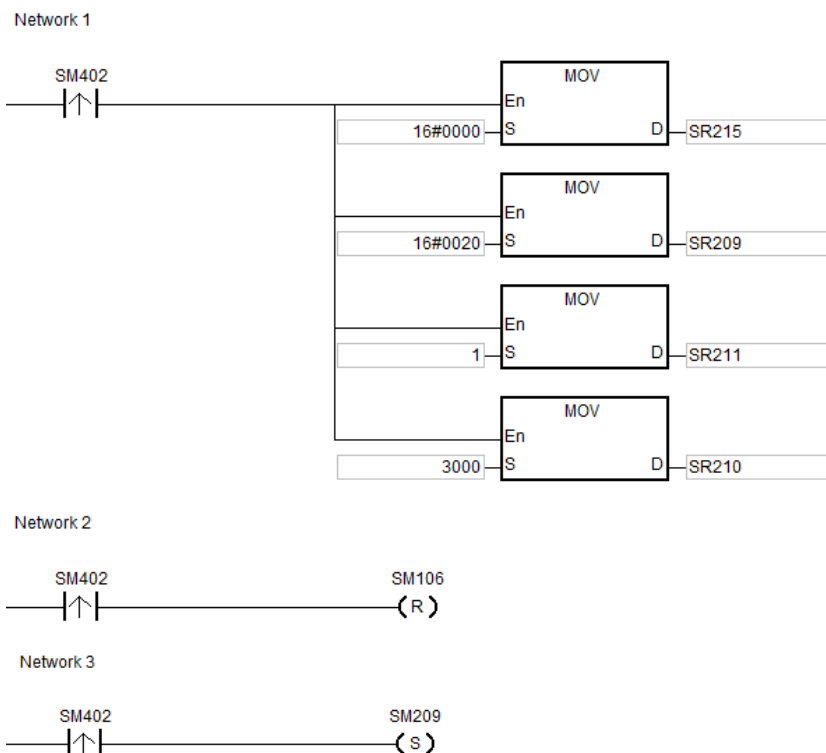 Network 1
SM402
MOV
En
16#0000 S D SR215
MOV
En
16#0020 S D SR209
MOV
En
1 S D SR211
MOV
En
3000 S D SR210
Network 2
SM402 SM106
R
Network 3
SM402 SM209
S